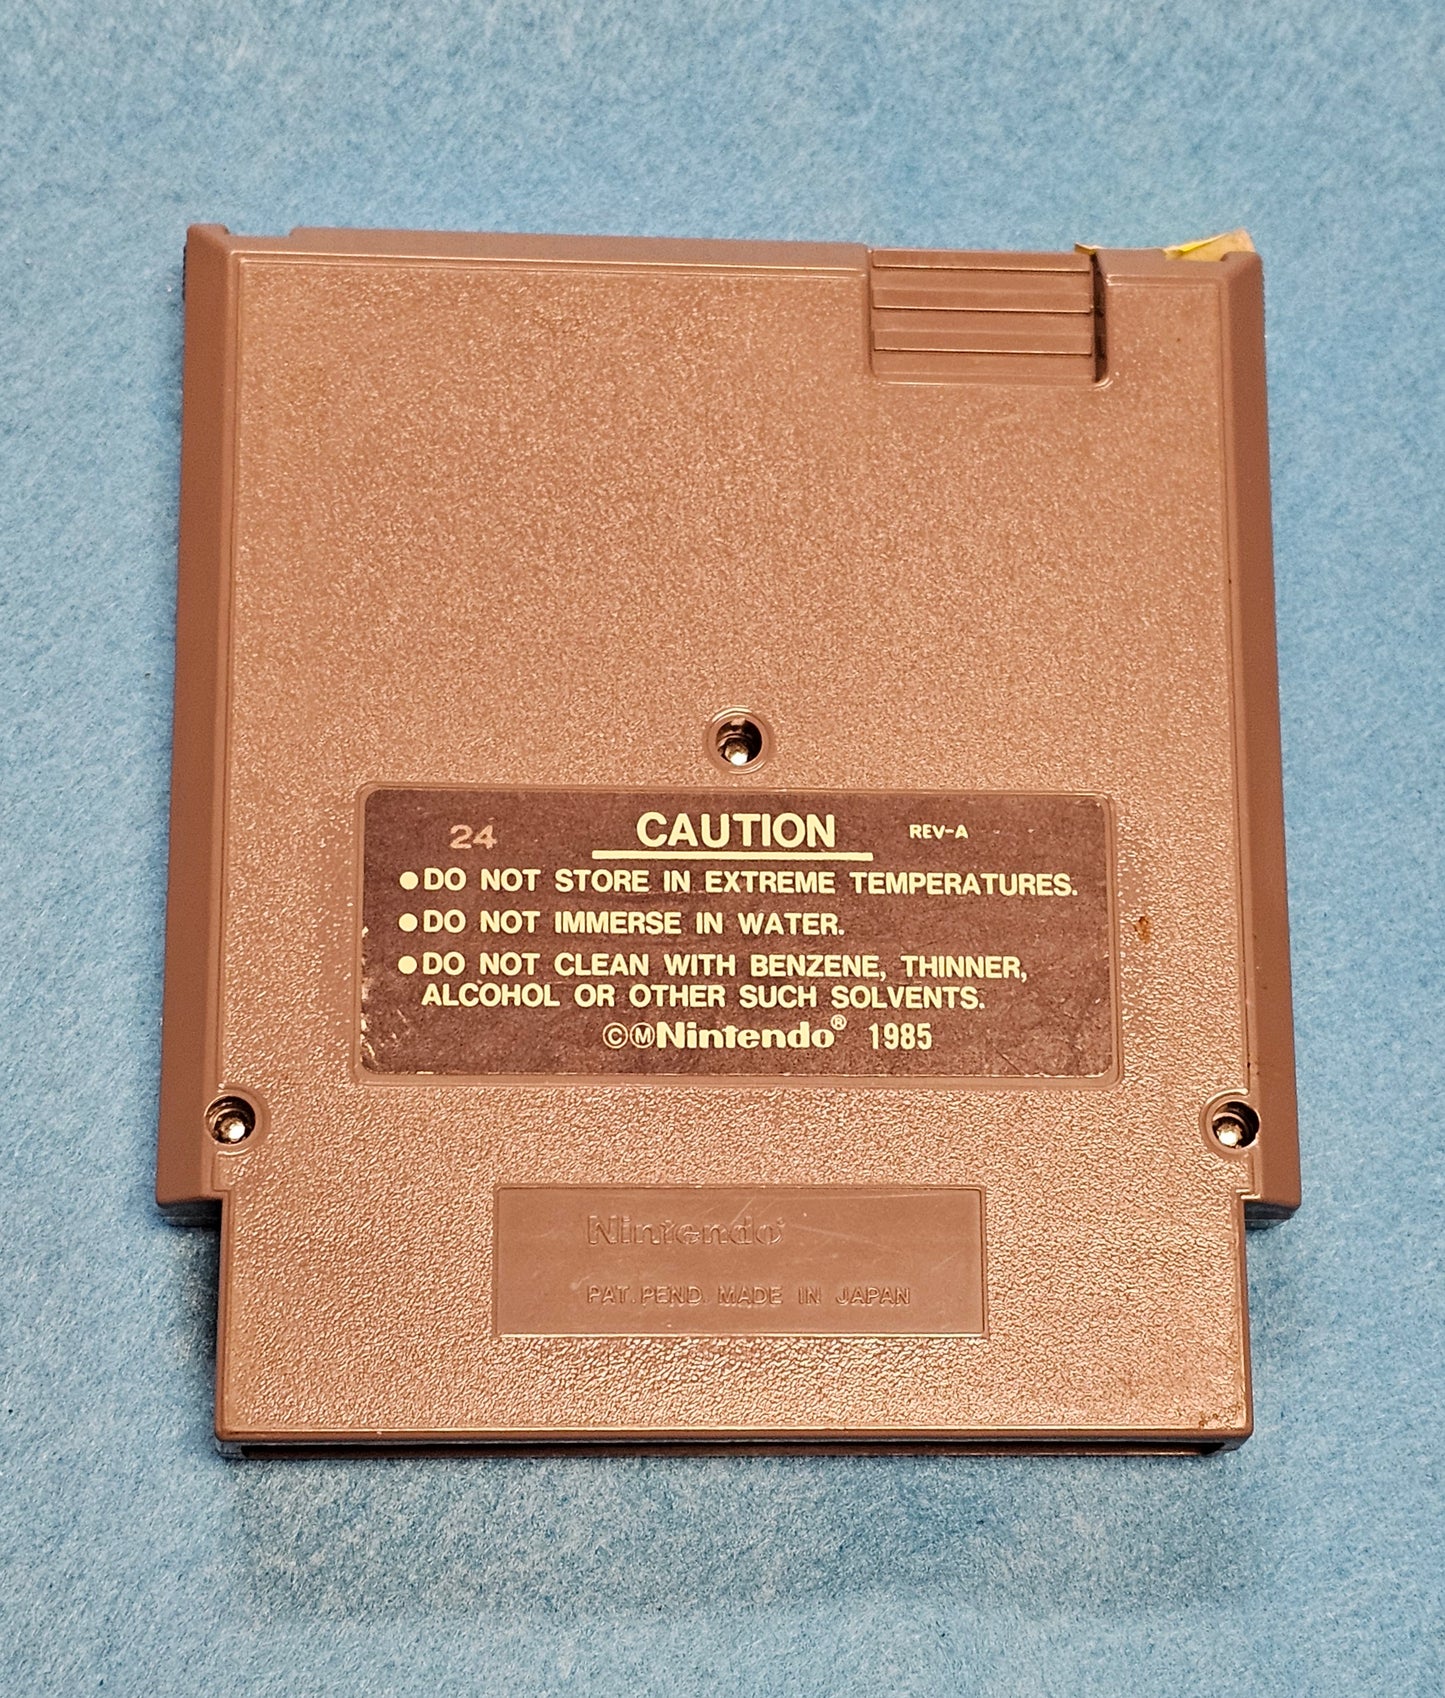 24 CAUTION REV-A
●DO NOT STORE IN EXTREME TEMPERATURES.
●DO NOT IMMERSE IN WATER.
●DO NOT CLEAN WITH BENZENE, THINNER,
ALCOHOL OR OTHER SUCH SOLVENTS.
©ⓂNintendo® 1985
Nintendo
PAT. PEND. MADE IN JAPAN